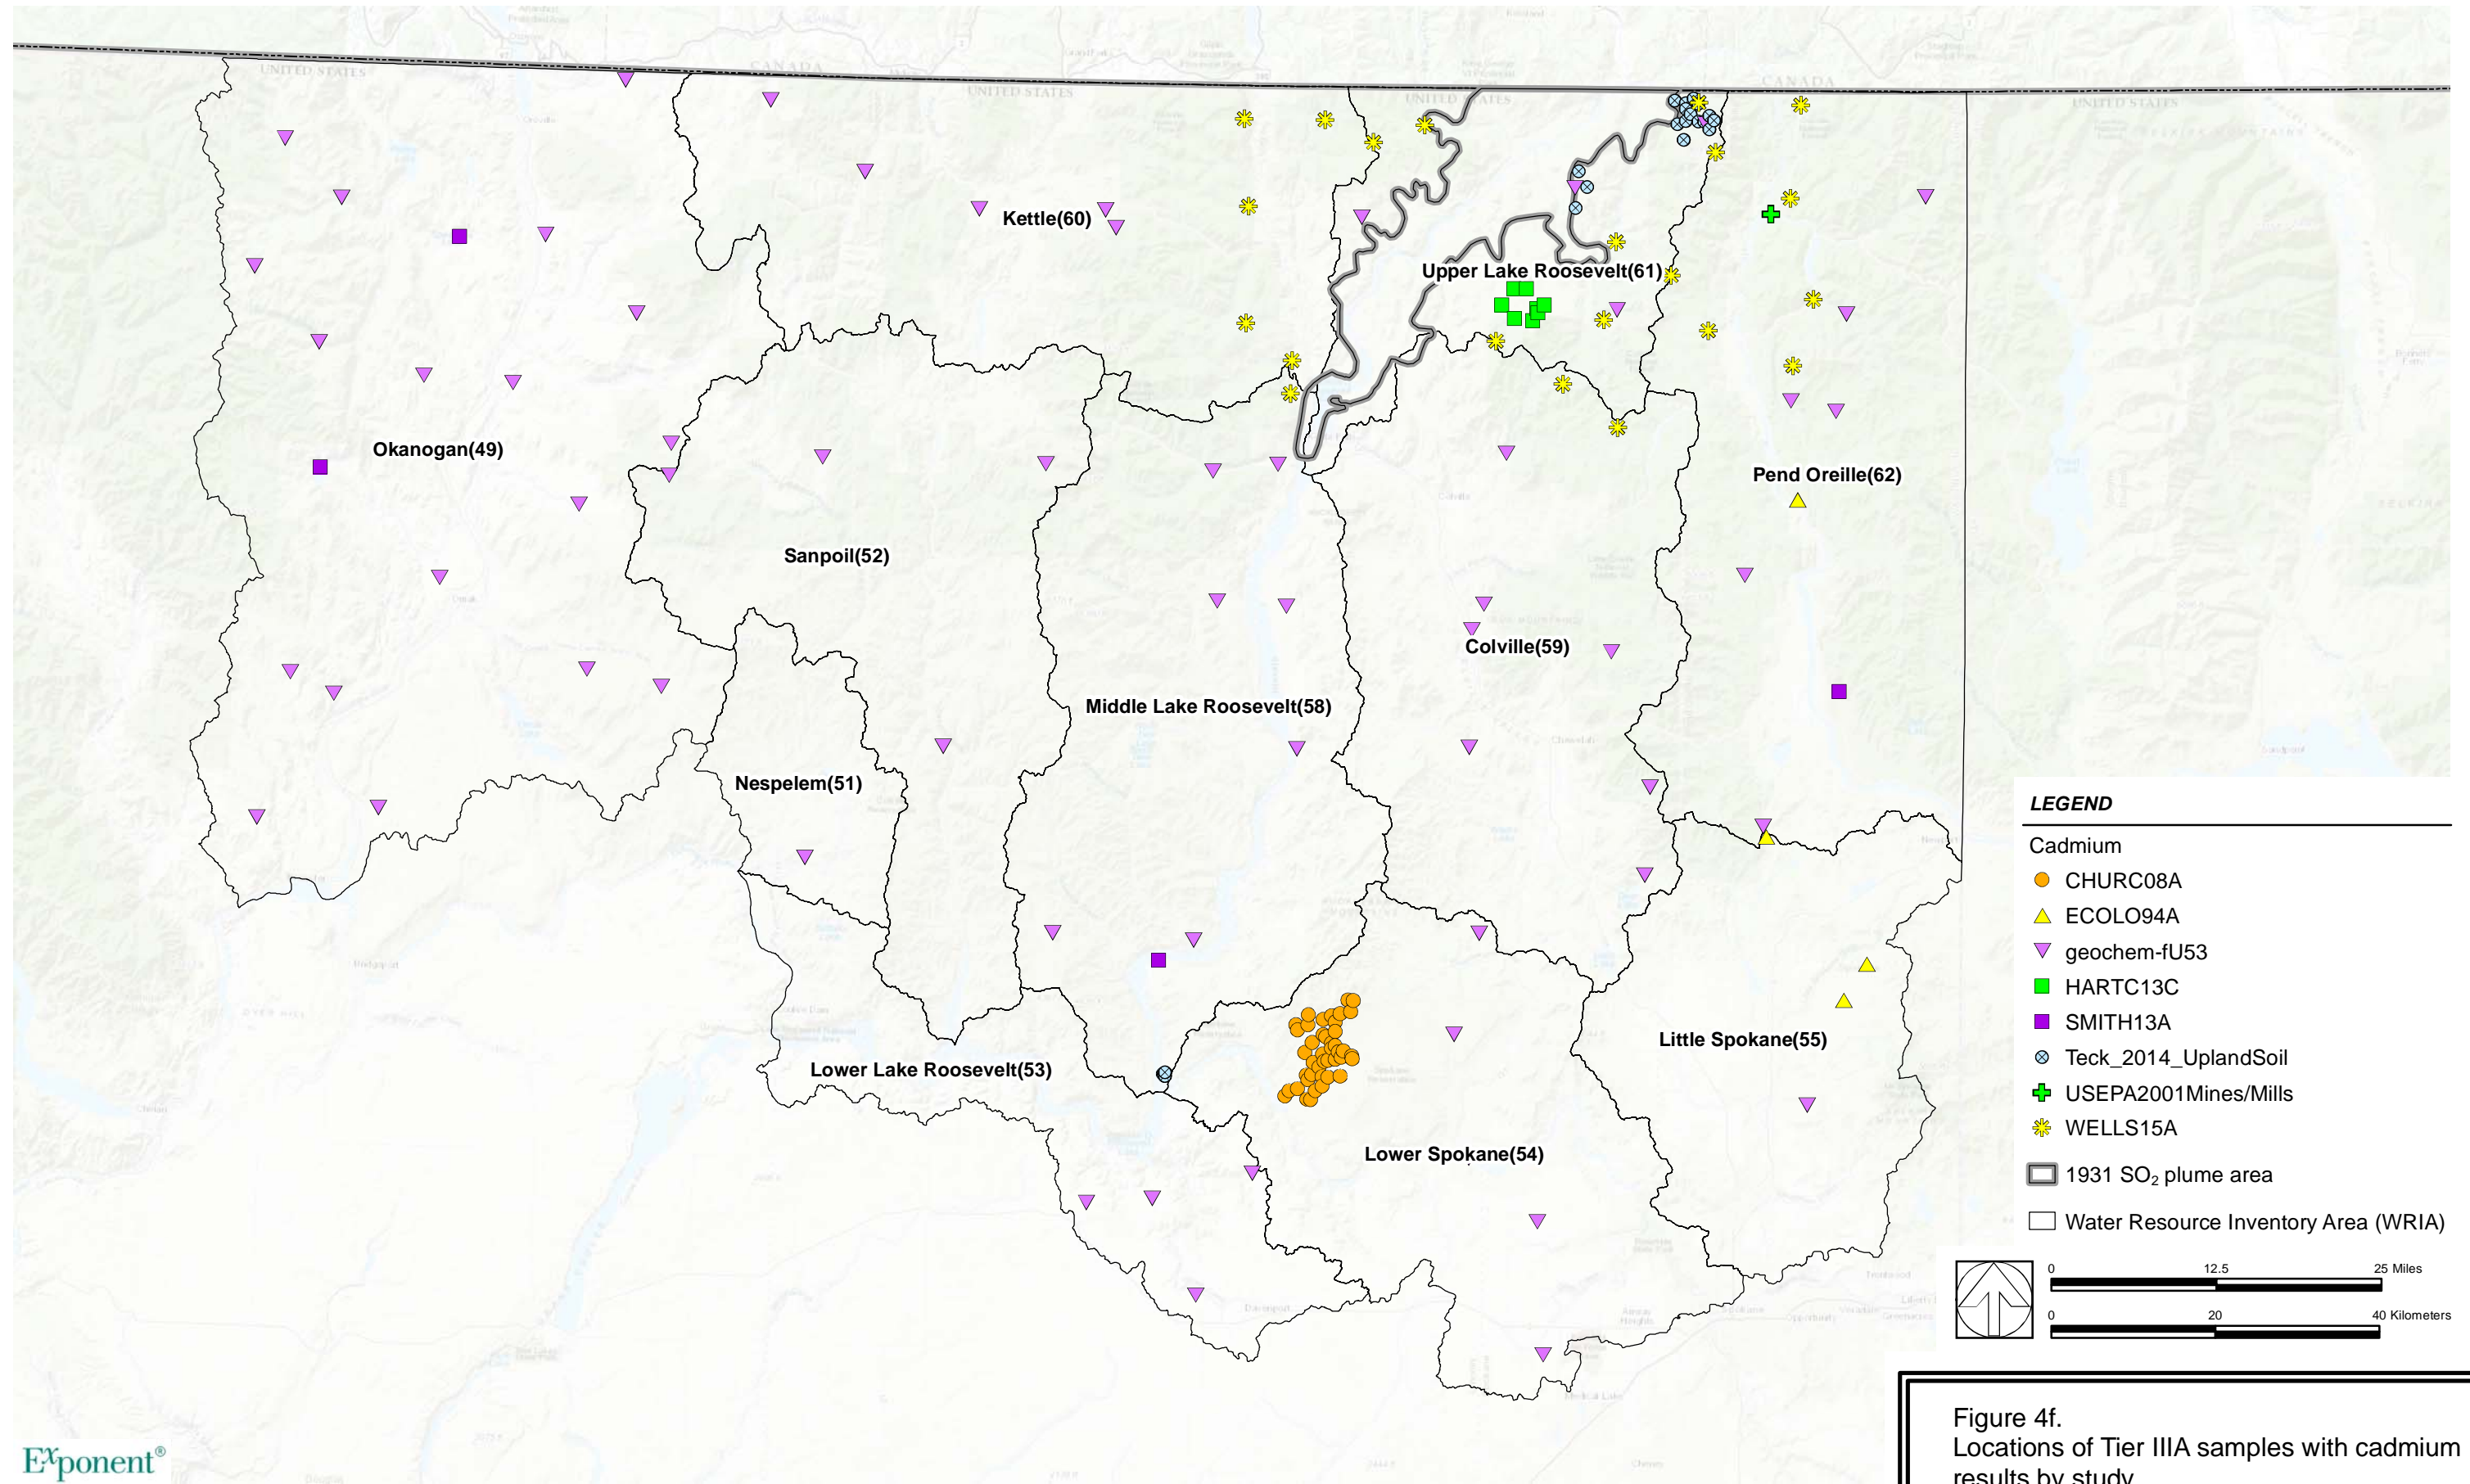 UNITED STATES
CANADA
UNITED STATES
UNITED STATES
CANADA
UNITED STATES
Kettle(60)
Upper Lake Roosevelt(61)
Okanogan(49)
Pend Oreille(62)
Sanpoil(52)
Colville(59)
Middle Lake Roosevelt(58)
Nespelem(51)
Little Spokane(55)
Lower Lake Roosevelt(53)
Lower Spokane(54)
Davenport
LEGEND
Cadmium
CHURC08A
ECOLO94A
geochem-fU53
HARTC13C
SMITH13A
Teck_2014_UplandSoil
USEPA2001Mines/Mills
WELLS15A
1931 SO₂ plume area
Water Resource Inventory Area (WRIA)
0 12.5 25 Miles
0 20 40 Kilometers
Figure 4f.
Locations of Tier IIIA samples with cadmium
results by study
Exponent®